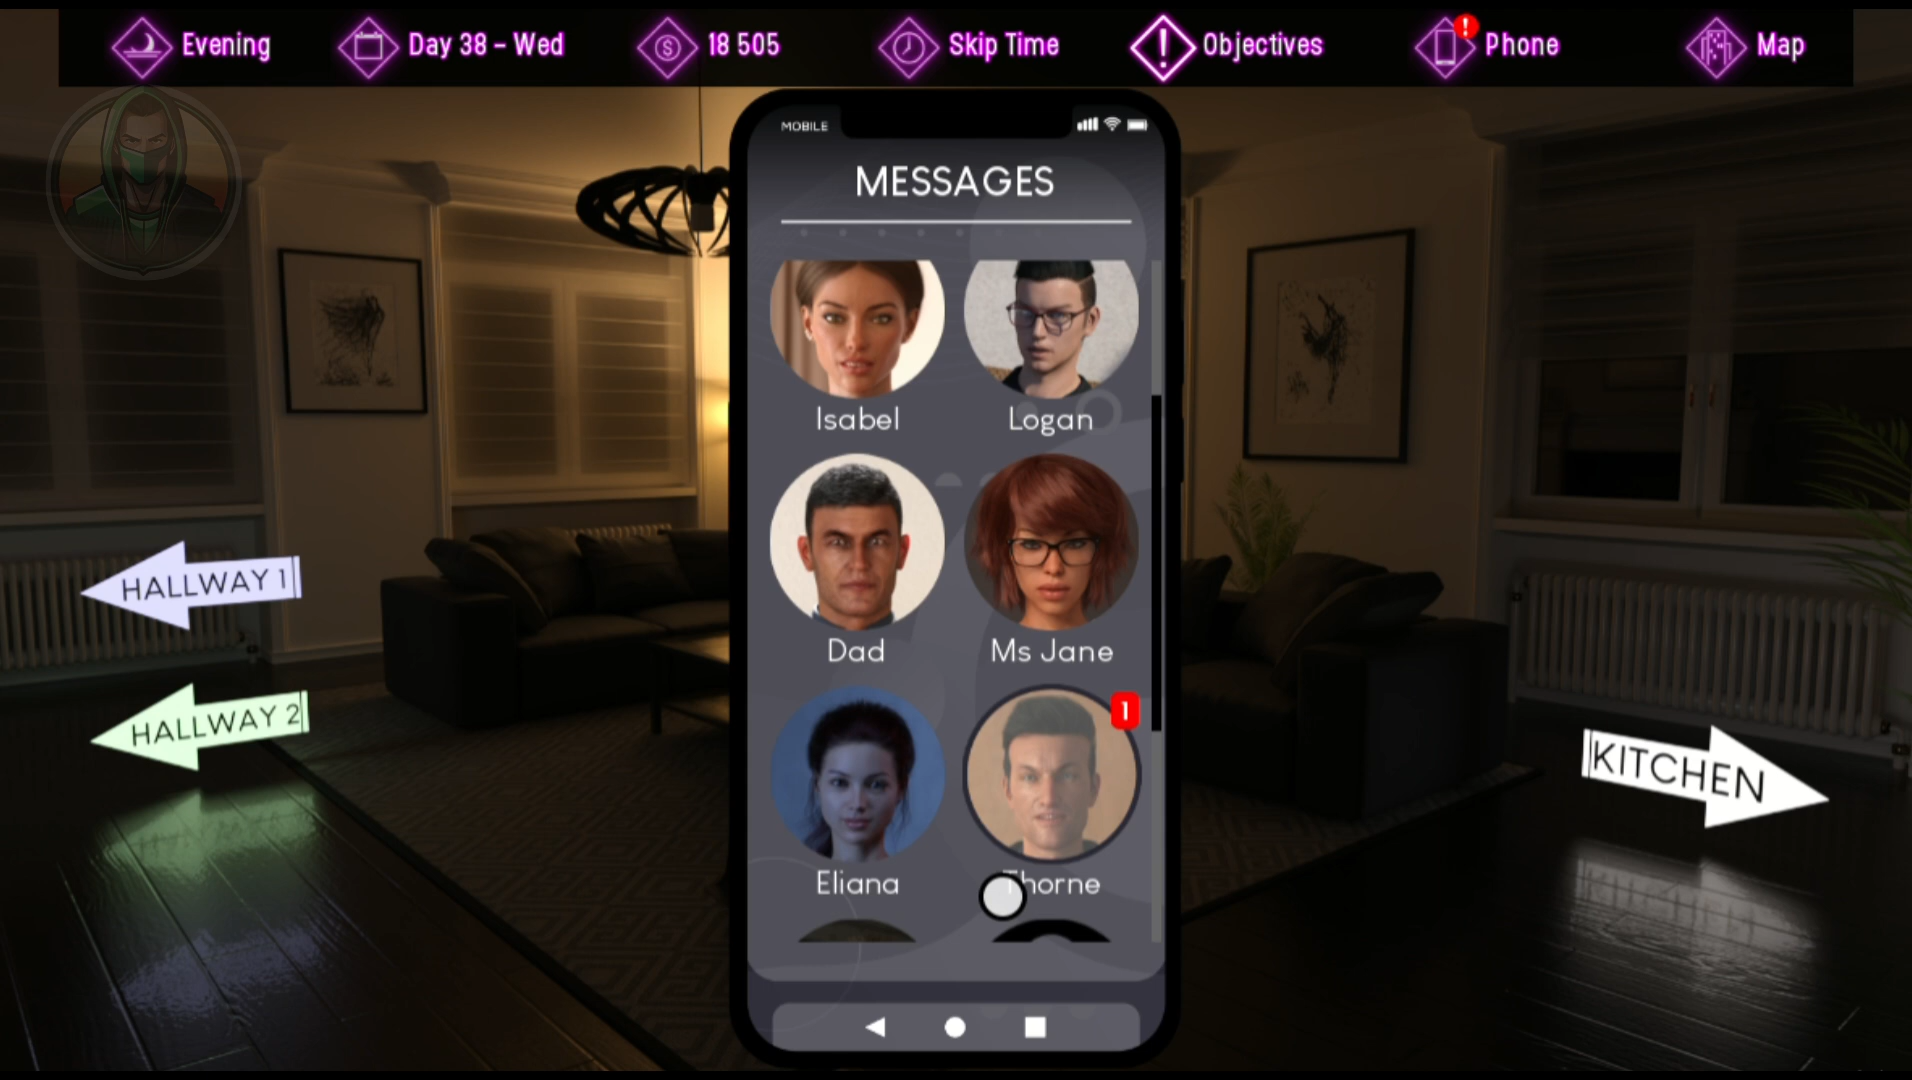 Evening
Day 38 - Wed
18 505
Skip Time
Objectives
Phone
Map
MOBILE
MESSAGES
Isabel
Logan
Dad
Ms Jane
1
Eliana
Thorne
HALLWAY 1
HALLWAY 2
KITCHEN